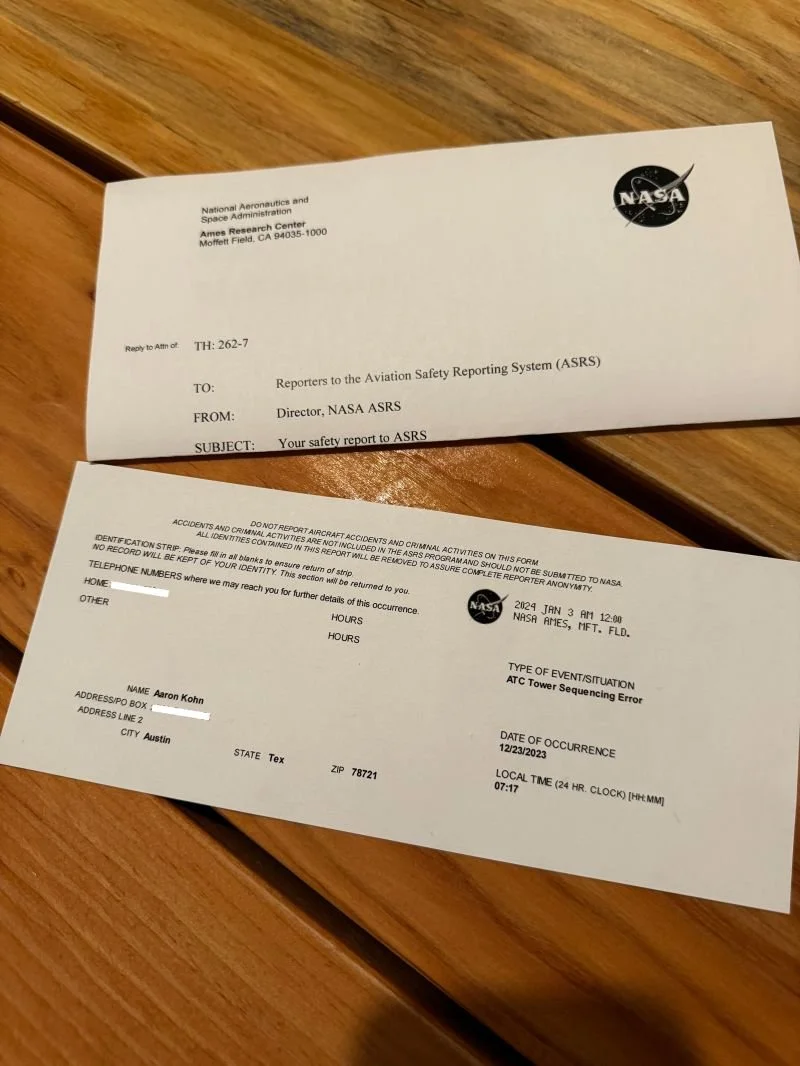 National Aeronautics and
Space Administration
Ames Research Center
Moffett Field, CA 94035-1000
NASA
Reply to Attn of: TH: 262-7
TO: Reporters to the Aviation Safety Reporting System (ASRS)
FROM: Director, NASA ASRS
SUBJECT: Your safety report to ASRS
DO NOT REPORT AIRCRAFT ACCIDENTS AND CRIMINAL ACTIVITIES ON THIS FORM.
ACCIDENTS AND CRIMINAL ACTIVITIES ARE NOT INCLUDED IN THE ASRS PROGRAM AND SHOULD NOT BE SUBMITTED TO NASA.
ALL IDENTITIES CONTAINED IN THIS REPORT WILL BE REMOVED TO ASSURE COMPLETE REPORTER ANONYMITY.
IDENTIFICATION STRIP: Please fill in all blanks to ensure return of strip.
NO RECORD WILL BE KEPT OF YOUR IDENTITY. This section will be returned to you.
TELEPHONE NUMBERS where we may reach you for further details of this occurrence.
HOME HOURS
OTHER HOURS
NASA
2024 JAN 3 AM 12:00
NASA AMES, MFT. FLD.
TYPE OF EVENT/SITUATION
ATC Tower Sequencing Error
NAME Aaron Kohn
ADDRESS/PO BOX
ADDRESS LINE 2
CITY Austin
STATE Tex
ZIP 78721
DATE OF OCCURRENCE
12/23/2023
LOCAL TIME (24 HR. CLOCK) [HH:MM]
07:17